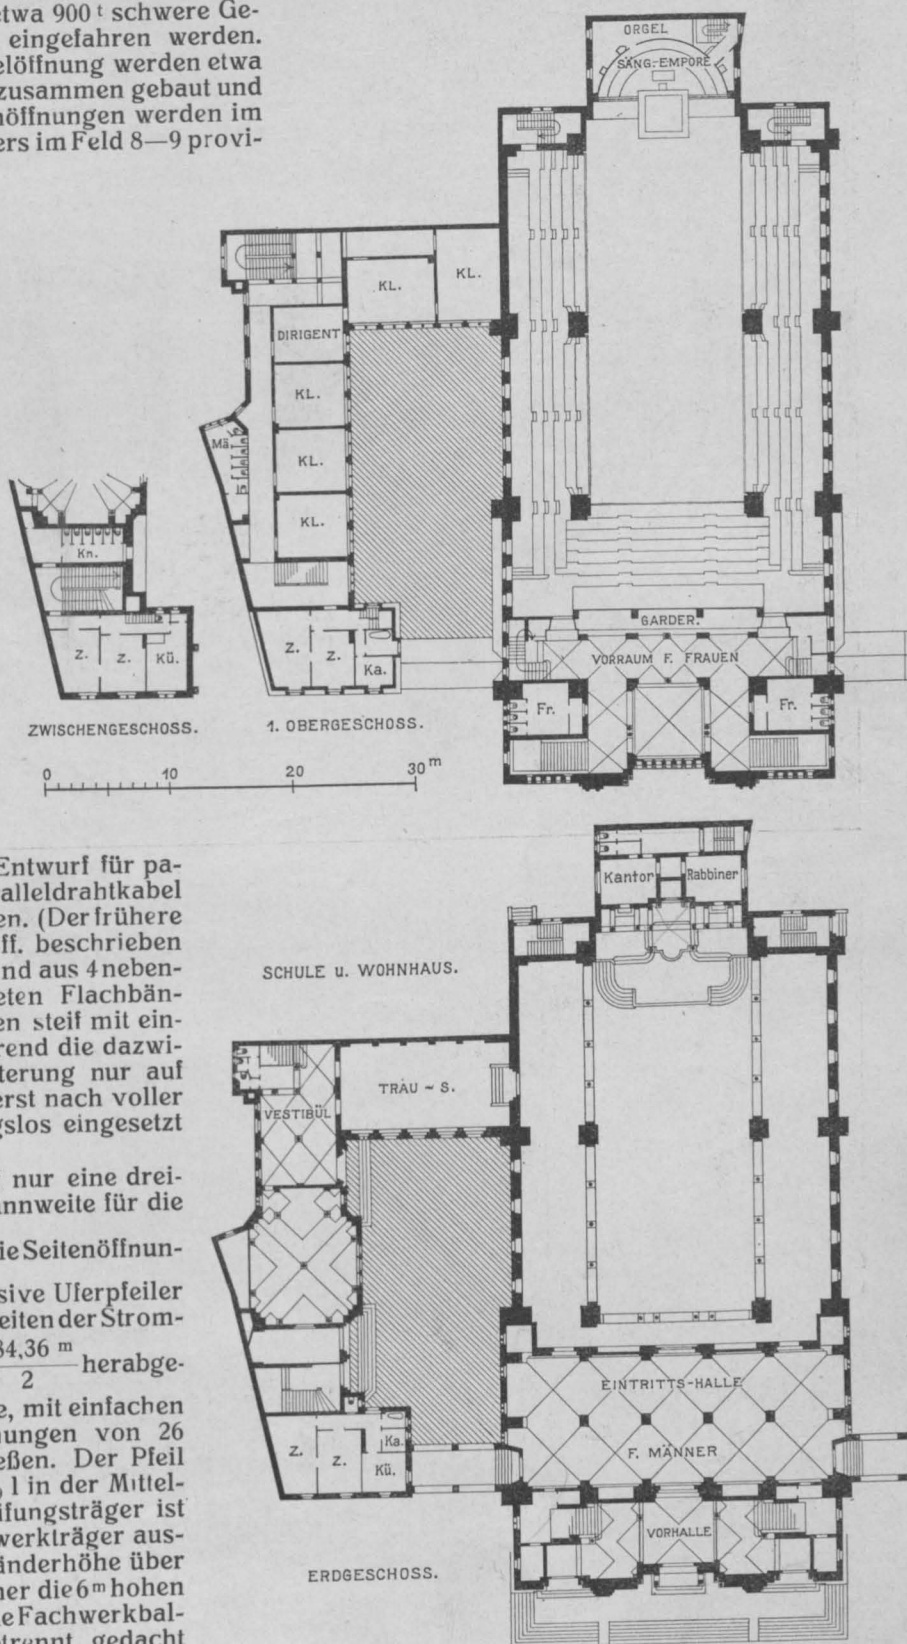 etwa 900 t schwere Ge-
eingefahren werden.
elöffnung werden etwa
zusammen gebaut und
nöffnungen werden im
ers im Feld 8—9 provi-
ORGEL
SÄNG.-EMPORE
KL.
KL.
DIRIGENT
KL.
Mä.
KL.
KL.
Kn.
Z.
Z.
Kü.
Z.
Z.
Ka.
GARDER.
VORRAUM F. FRAUEN
Fr.
Fr.
ZWISCHENGESCHOSS.
1. OBERGESCHOSS.
0 10 20 30 m
Entwurf für pa-
alleldrahtkabel
en. (Der frühere
ff. beschrieben
nd aus 4 neben-
eten Flachbän-
en steif mit ein-
rend die dazwi-
terung nur auf
erst nach voller
gslos eingesetzt
nur eine drei-
annweite für die
ie Seitenöffnun-
sive Uferpfeiler
eiten der Strom-
84,36 m
2
herabge-
e, mit einfachen
nungen von 26
eßen. Der Pfeil
, l in der Mittel-
ifungsträger ist
werkträger aus-
änderhöhe über
her die 6 m hohen
e Fachwerkbal-
trennt gedacht
Kantor
Rabbiner
SCHULE u. WOHNHAUS.
TRAU - S.
VESTIBÜL
EINTRITTS-HALLE
F. MÄNNER
Z.
Z.
Ka.
Kü.
VORHALLE
ERDGESCHOSS.